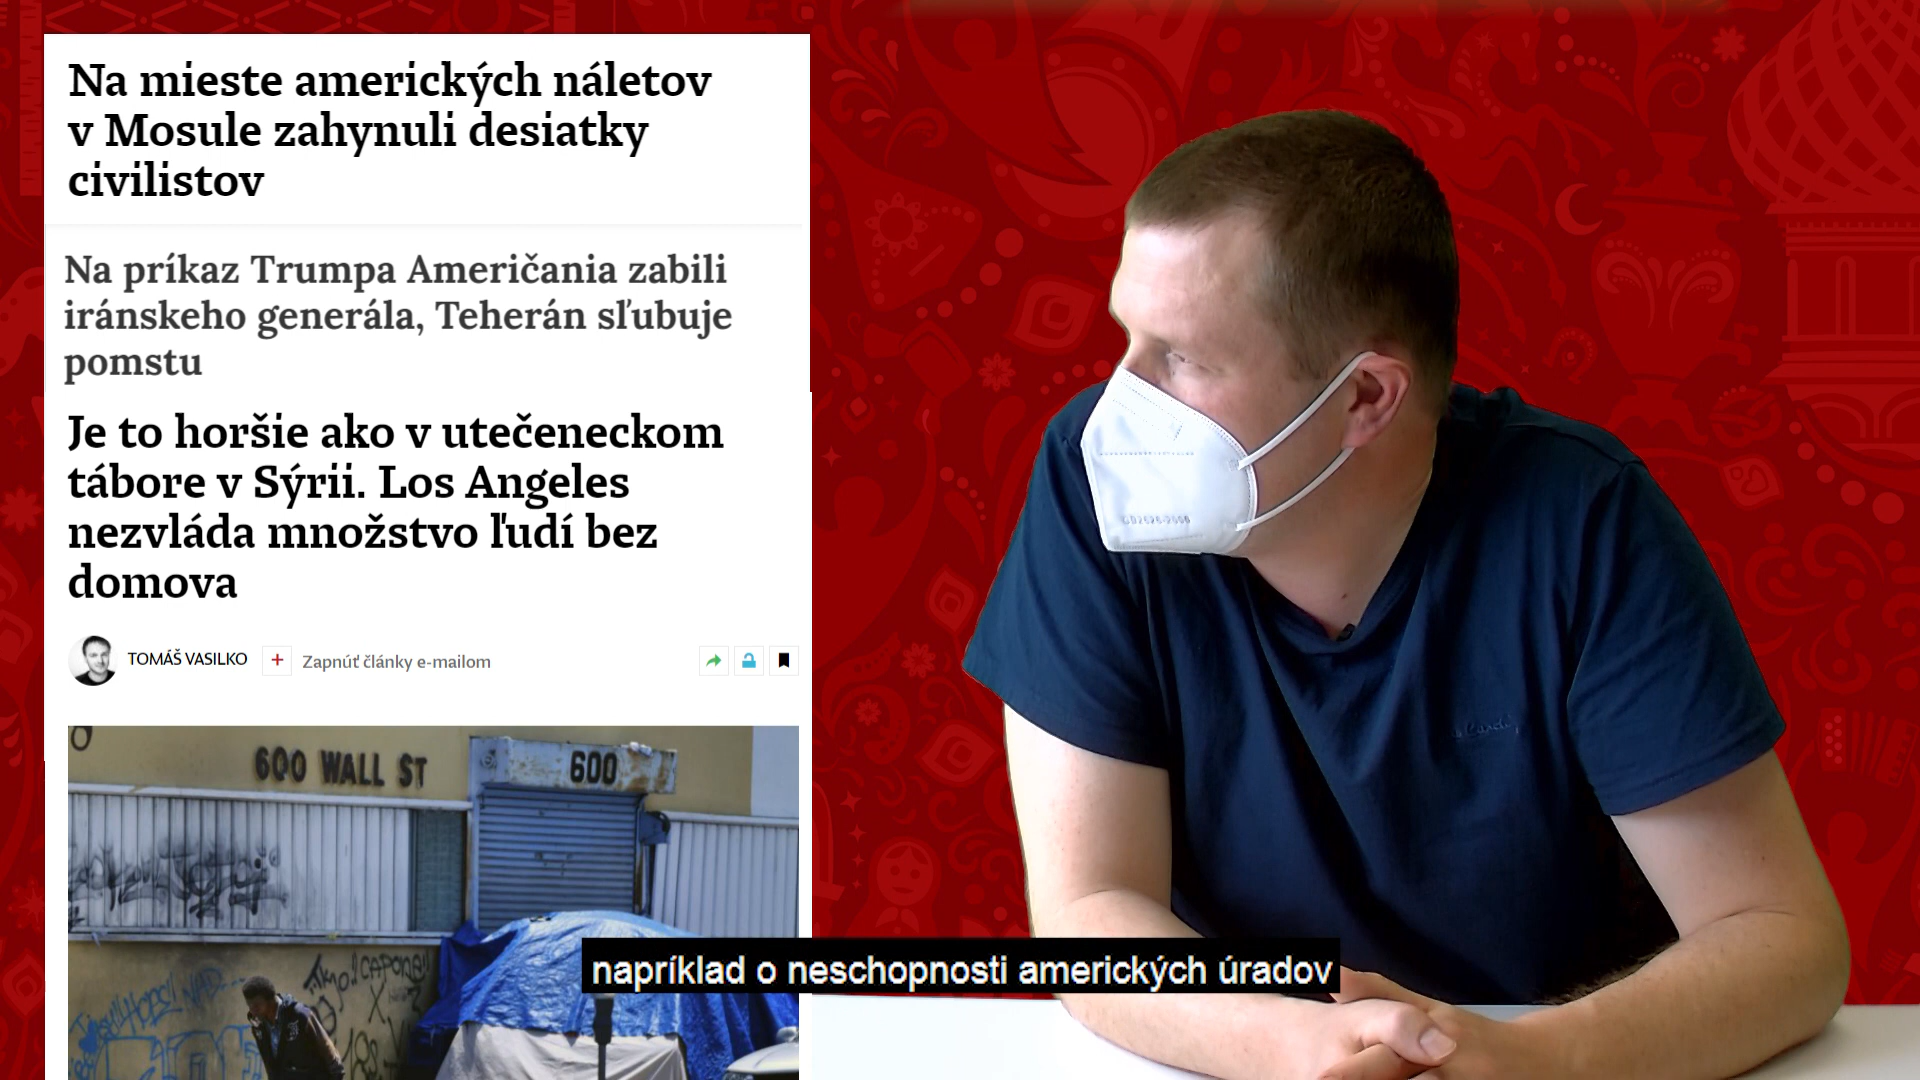 Na mieste amerických náletov
v Mosule zahynuli desiatky
civilistov
Na príkaz Trumpa Američania zabili
iránskeho generála, Teherán sľubuje
pomstu
Je to horšie ako v utečeneckom
tábore v Sýrii. Los Angeles
nezvláda množstvo ľudí bez
domova
TOMÁŠ VASILKO + Zapnúť články e-mailom
600 WALL ST
600
napríklad o neschopnosti amerických úradov